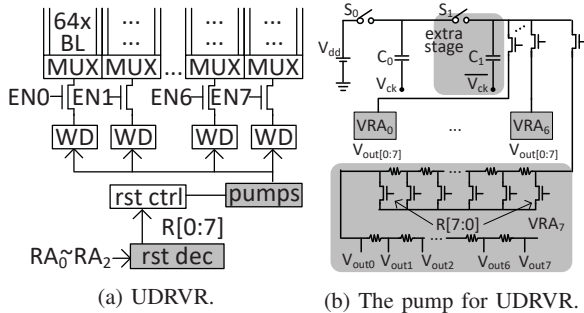 64x
BL
... ...
... ...
... ...
... ...
MUX MUX ... MUX MUX
EN0 EN1 EN6 EN7
WD WD WD WD
rst ctrl pumps
R[0:7]
RA0~RA2 rst dec
(a) UDRVR.
S0 S1
extra
stage
Vdd C0 C1
Vck Vck
VRA0 ... VRA6
Vout[0:7] Vout[0:7]
...
R[7:0] VRA7
...
Vout0 Vout1 Vout2 Vout6 Vout7
(b) The pump for UDRVR.